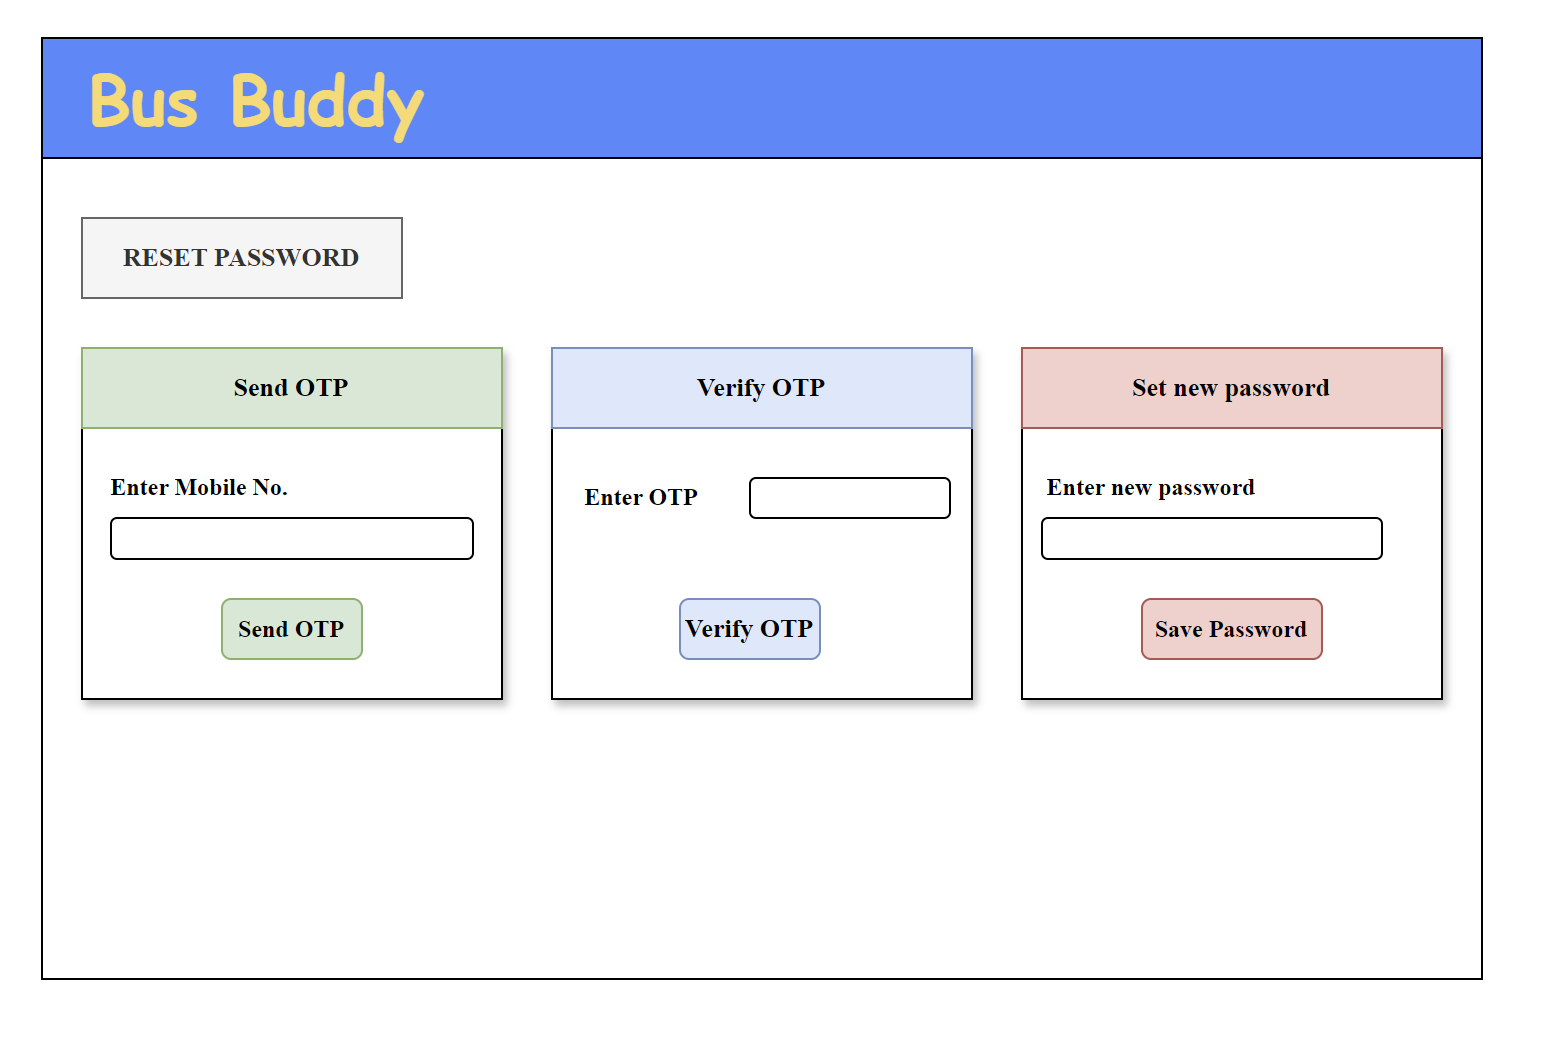 Bus Buddy
RESET PASSWORD
Send OTP
Enter Mobile No.
Send OTP
Verify OTP
Enter OTP
Verify OTP
Set new password
Enter new password
Save Password